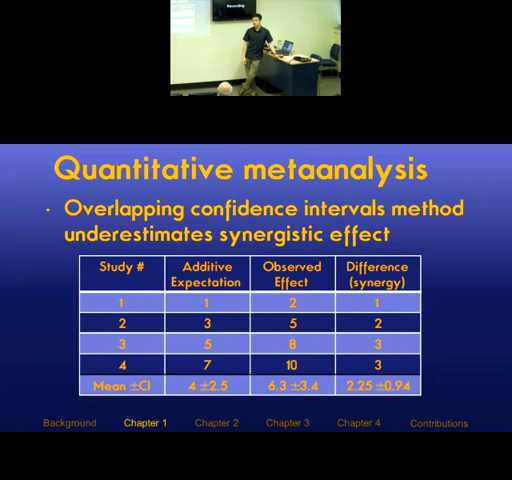 Recording
Quantitative metaanalysis
• Overlapping confidence intervals method
underestimates synergistic effect
Study # Additive Expectation Observed Effect Difference (synergy)
1 1 2 1
2 3 5 2
3 5 8 3
4 7 10 3
Mean ±CI 4 ±2.5 6.3 ±3.4 2.25 ±0.94
Background Chapter 1 Chapter 2 Chapter 3 Chapter 4 Contributions